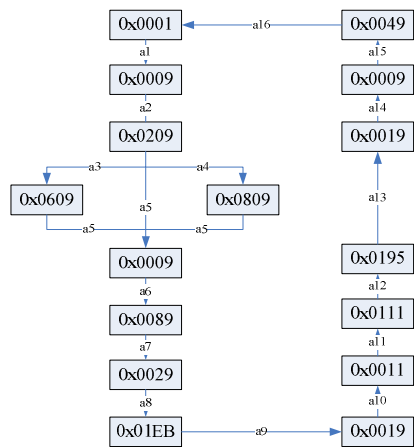 0x0001
a16
0x0049
a1
a15
0x0009
0x0009
a2
a14
0x0209
0x0019
a3
a4
0x0609
a5
0x0809
a13
a5
a5
0x0009
0x0195
a6
a12
0x0089
0x0111
a7
a11
0x0029
0x0011
a8
a10
0x01EB
a9
0x0019